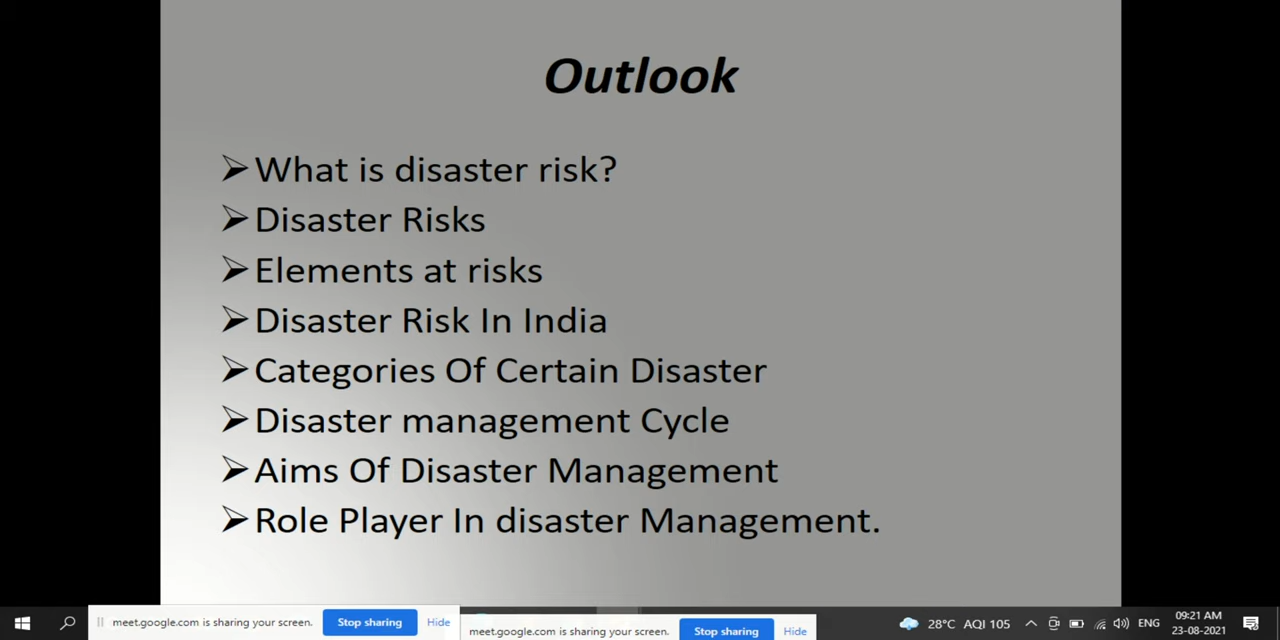 Outlook
What is disaster risk?
Disaster Risks
Elements at risks
Disaster Risk In India
Categories Of Certain Disaster
Disaster management Cycle
Aims Of Disaster Management
Role Player In disaster Management.
meet.google.com is sharing your screen. Stop sharing Hide
meet.google.com is sharing your screen. Stop sharing Hide
28°C AQI 105 ENG
09:21 AM
23-08-2021